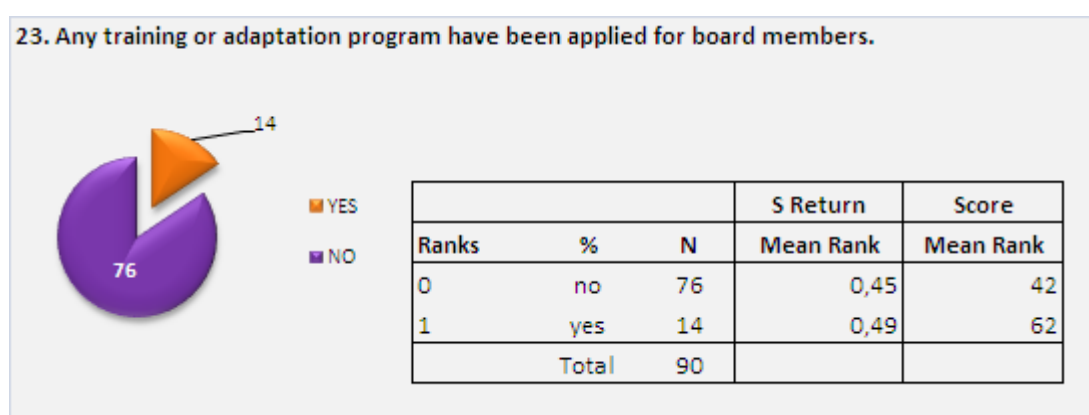 23. Any training or adaptation program have been applied for board members.
14
76
YES
NO
S Return Score
Ranks % N Mean Rank Mean Rank
0 no 76 0,45 42
1 yes 14 0,49 62
Total 90